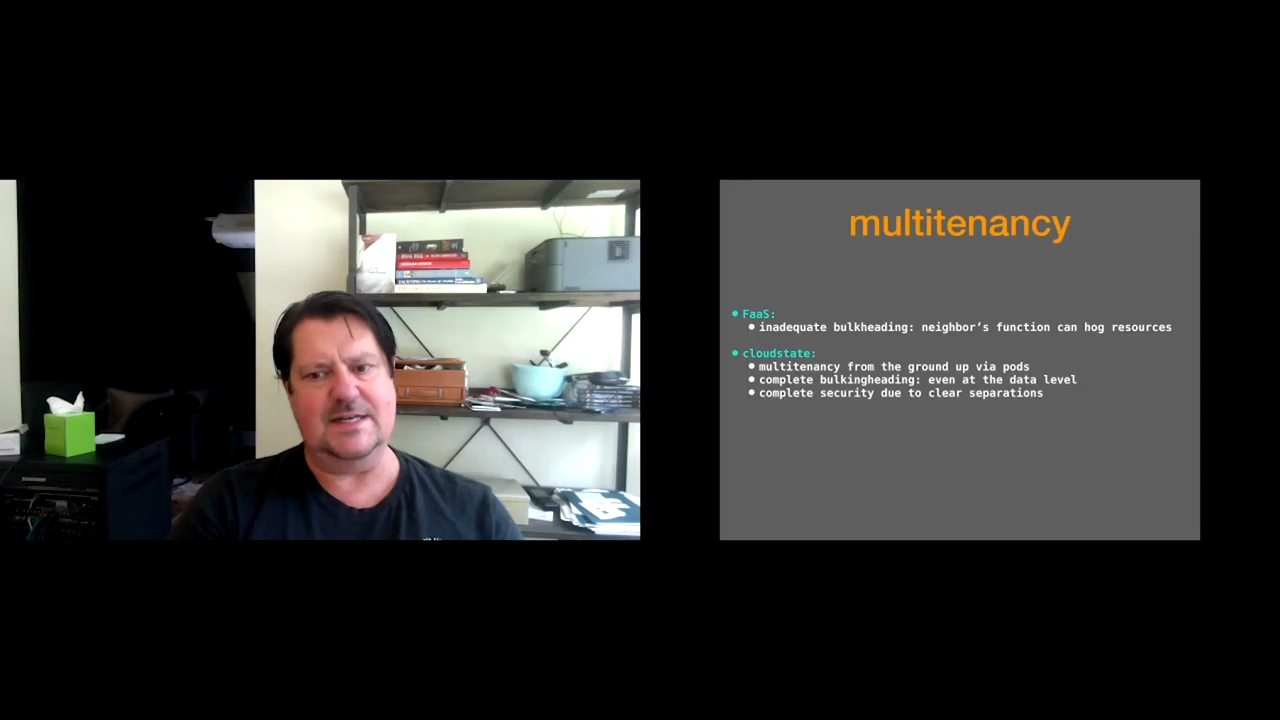 multitenancy
FaaS:
inadequate bulkheading: neighbor’s function can hog resources
cloudstate:
multitenancy from the ground up via pods
complete bulkingheading: even at the data level
complete security due to clear separations